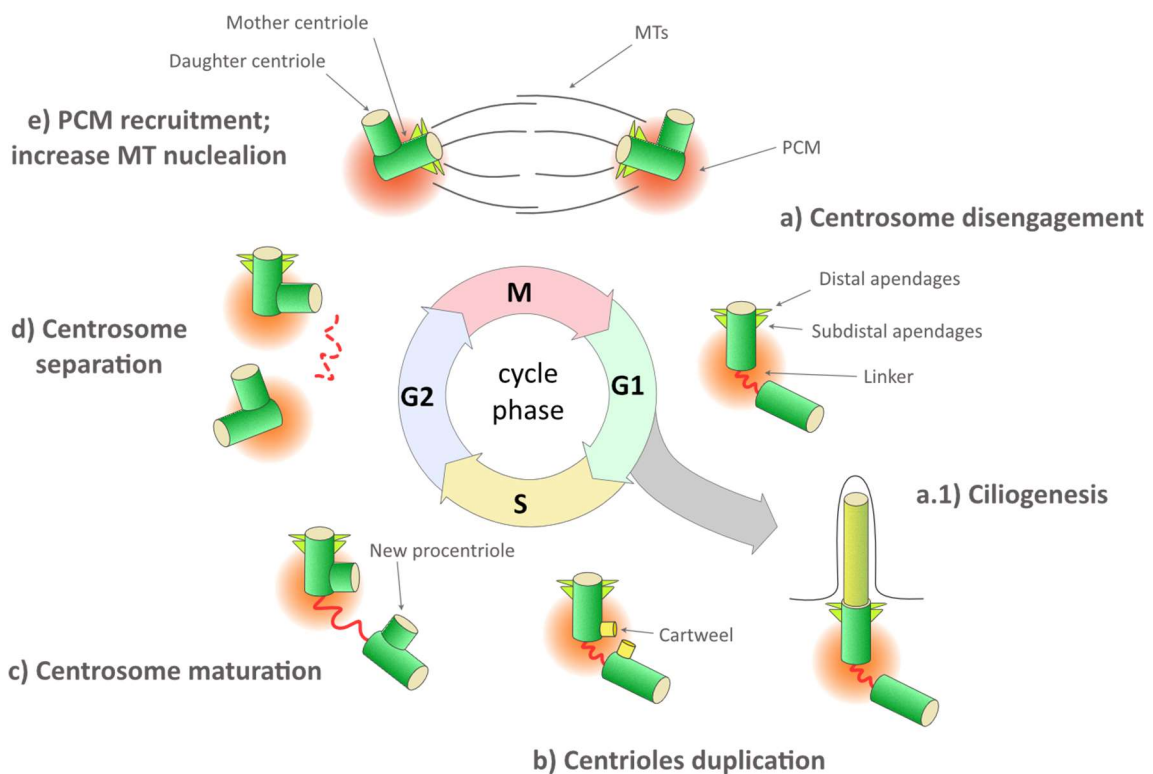 Mother centriole
Daughter centriole
MTs
e) PCM recruitment;
increase MT nuclealion
PCM
a) Centrosome disengagement
Distal apendages
Subdistal apendages
Linker
d) Centrosome
separation
M
G1
G2
S
cycle
phase
a.1) Ciliogenesis
New procentriole
Cartweel
c) Centrosome maturation
b) Centrioles duplication